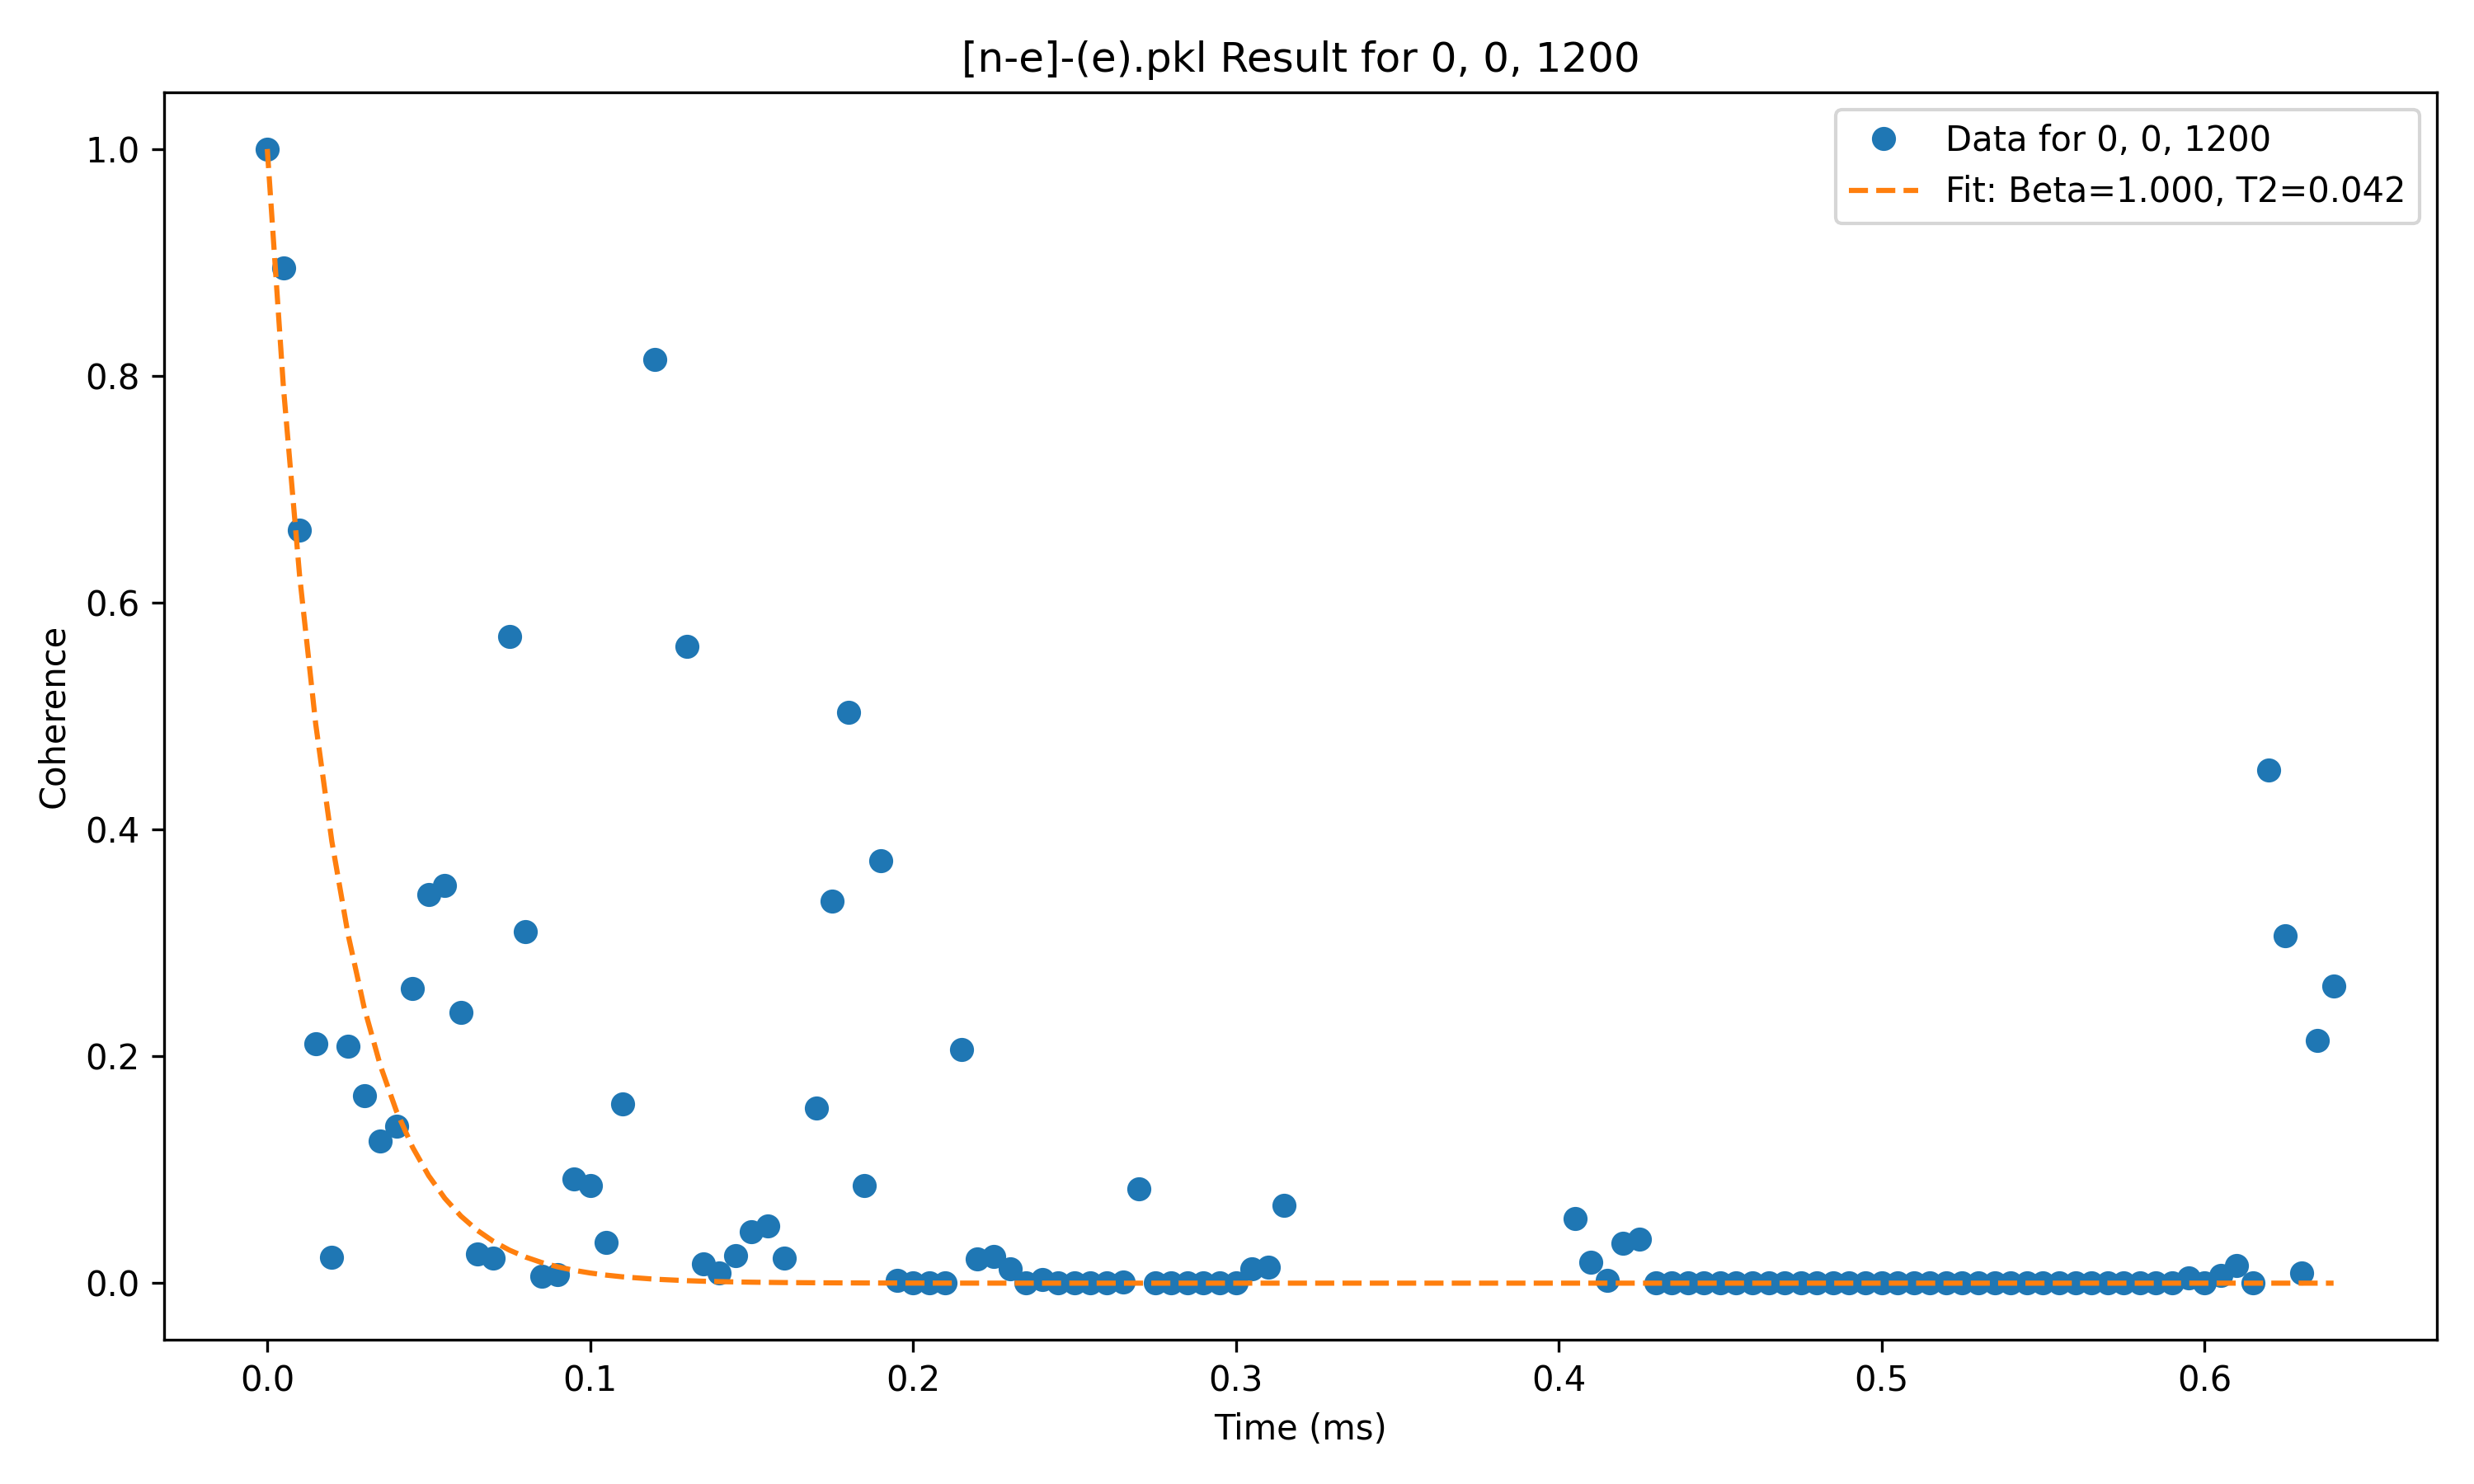 [n-e]-(e).pkl Result for 0, 0, 1200
Data for 0, 0, 1200
Fit: Beta=1.000, T2=0.042
Coherence
1.0
0.8
0.6
0.4
0.2
0.0
0.0 0.1 0.2 0.3 0.4 0.5 0.6
Time (ms)